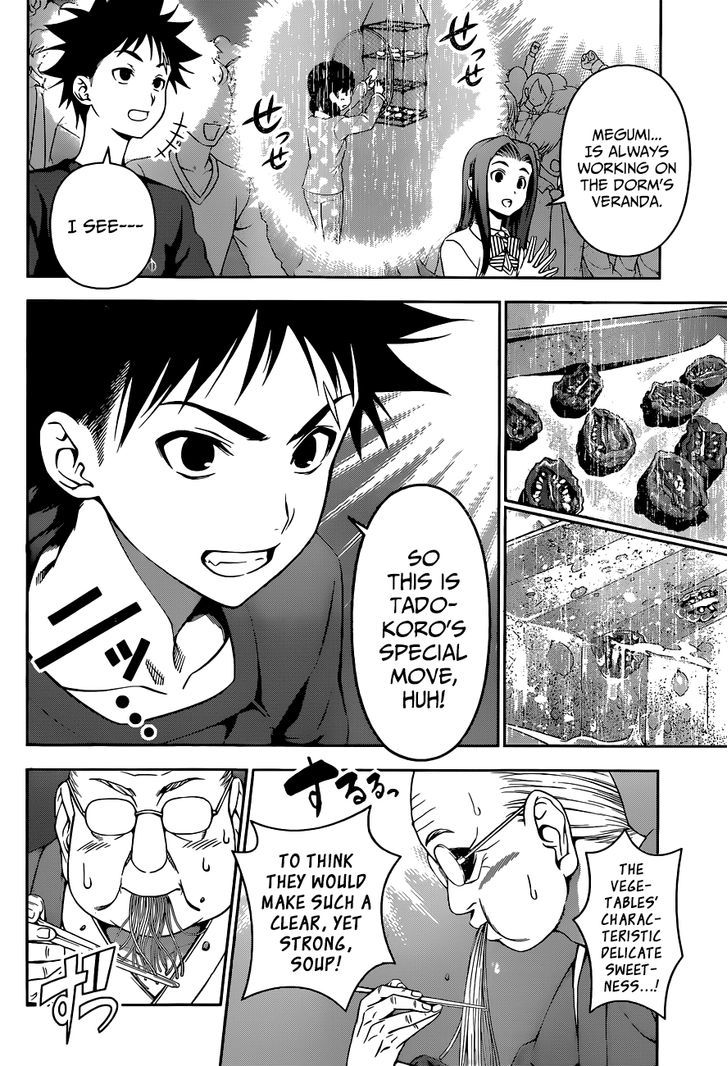 MEGUMI...
IS ALWAYS
WORKING ON
THE DORM'S
VERANDA.
せっせ
せっせ
I SEE---
SO
THIS IS
TADO-
KORO'S
SPECIAL
MOVE,
HUH!
ニッ
THE
VEGE-
TABLES'
CHARAC-
TERISTIC
DELICATE
SWEET-
NESS...!
TO THINK
THEY WOULD
MAKE SUCH A
CLEAR, YET
STRONG,
SOUP!
ずるるっ